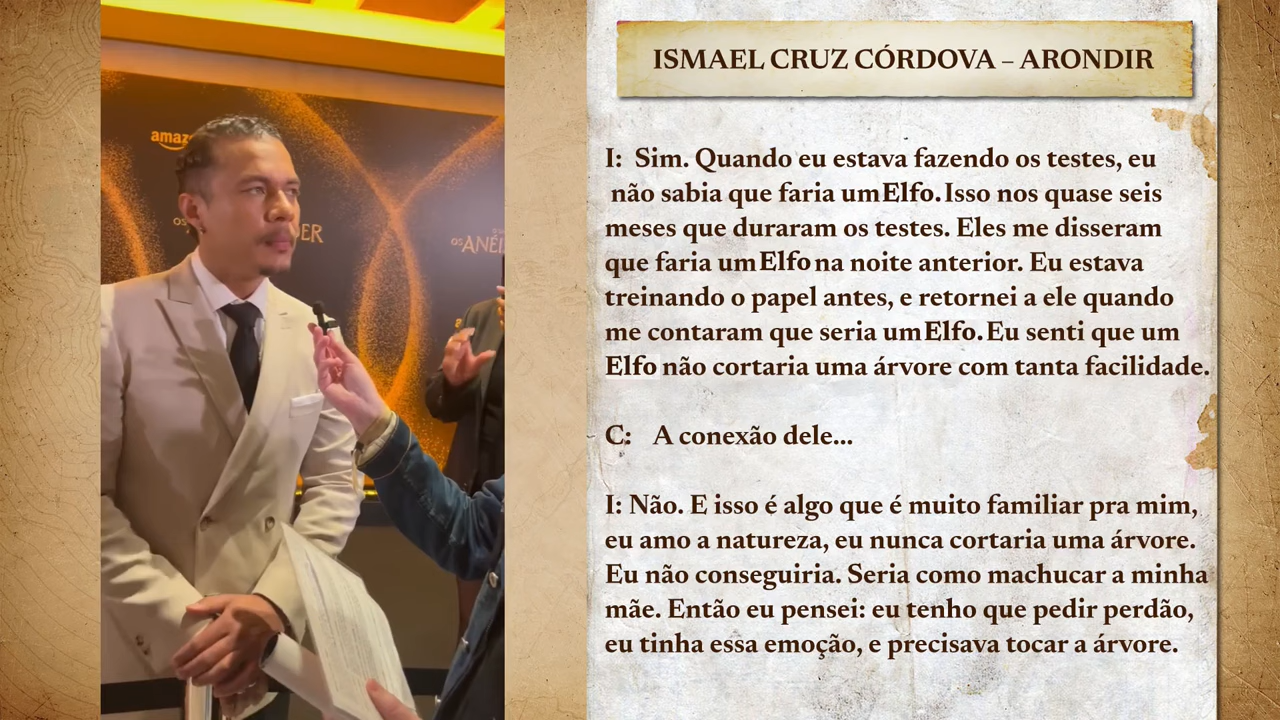 ISMAEL CRUZ CÓRDOVA – ARONDIR
I: Sim. Quando eu estava fazendo os testes, eu
não sabia que faria um Elfo. Isso nos quase seis
meses que duraram os testes. Eles me disseram
que faria um Elfo na noite anterior. Eu estava
treinando o papel antes, e retornei a ele quando
me contaram que seria um Elfo. Eu senti que um
Elfo não cortaria uma árvore com tanta facilidade.
C: A conexão dele...
I: Não. E isso é algo que é muito familiar pra mim,
eu amo a natureza, eu nunca cortaria uma árvore.
Eu não conseguiria. Seria como machucar a minha
mãe. Então eu pensei: eu tenho que pedir perdão,
eu tinha essa emoção, e precisava tocar a árvore.
amaz
OS
DER
OS ANÉI